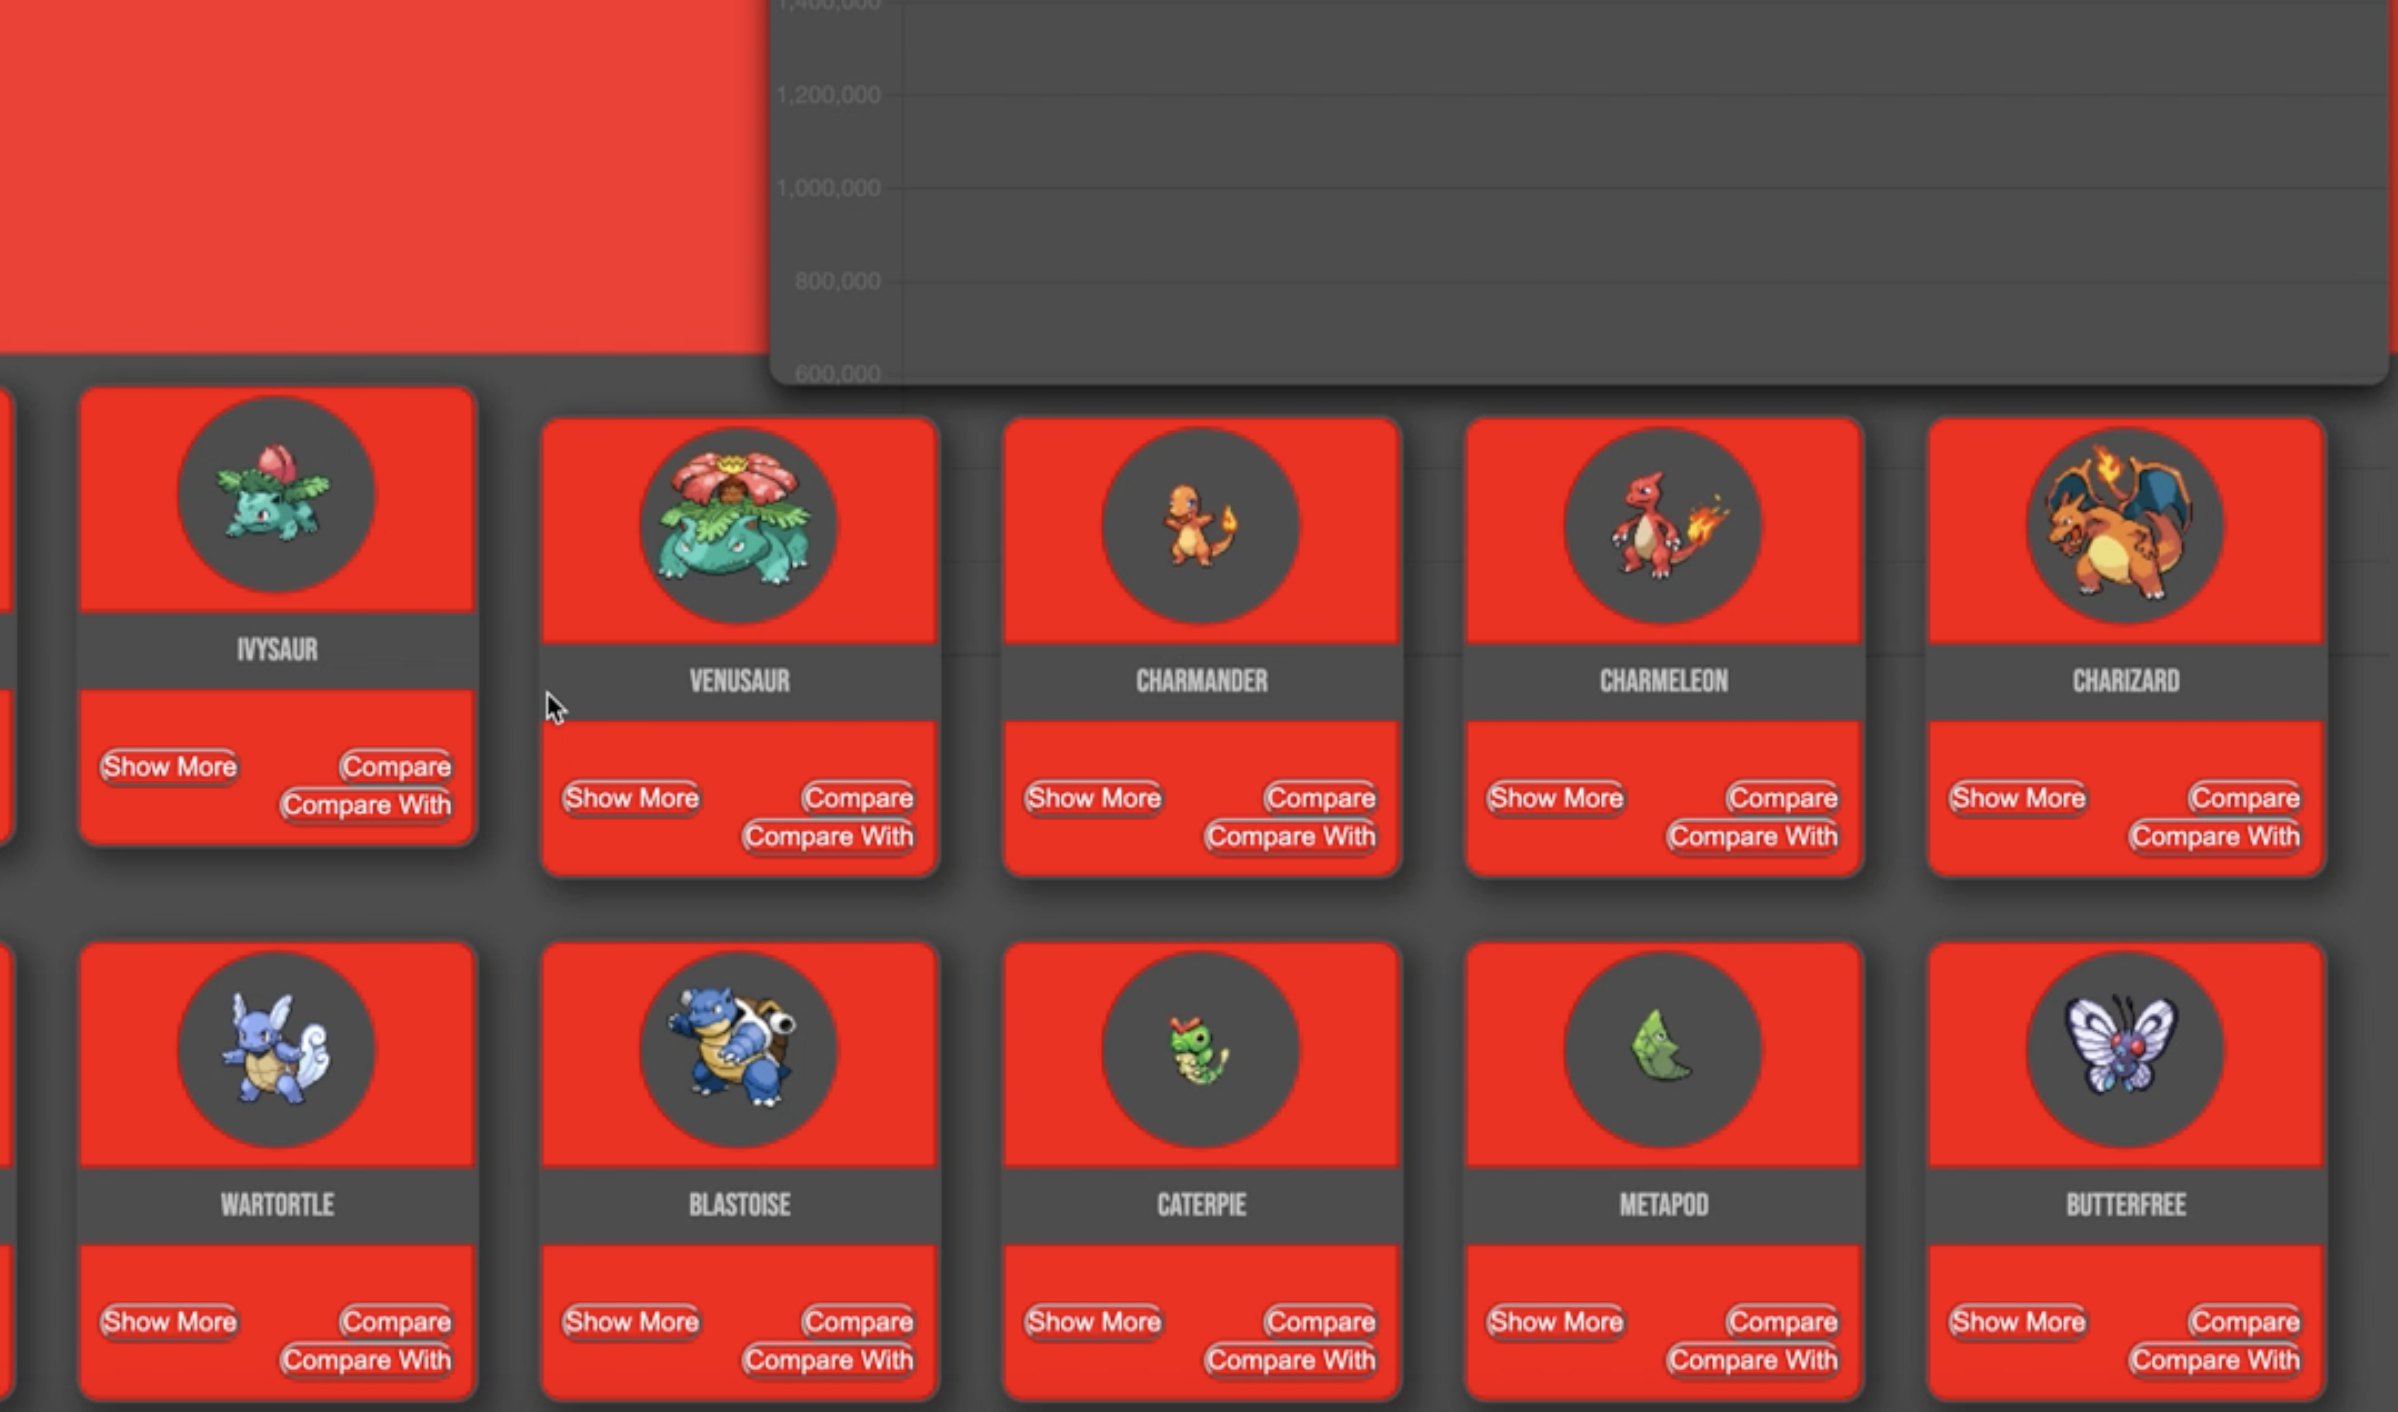 1,400,000
1,200,000
1,000,000
800,000
600,000
IVYSAUR
VENUSAUR
CHARMANDER
CHARMELEON
CHARIZARD
Show More
Compare
Compare With
Show More
Compare
Compare With
Show More
Compare
Compare With
Show More
Compare
Compare With
Show More
Compare
Compare With
WARTORTLE
BLASTOISE
CATERPIE
METAPOD
BUTTERFREE
Show More
Compare
Compare With
Show More
Compare
Compare With
Show More
Compare
Compare With
Show More
Compare
Compare With
Show More
Compare
Compare With